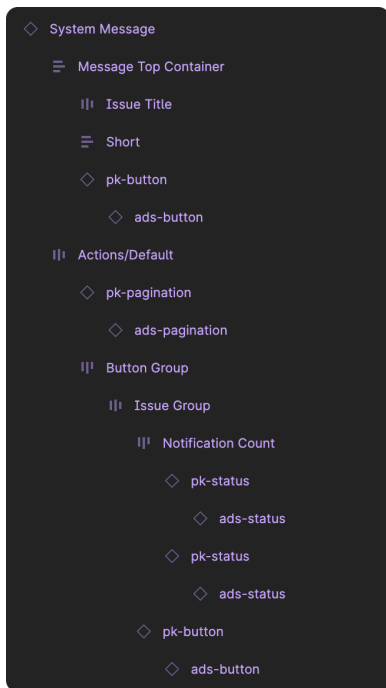 System Message
Message Top Container
Issue Title
Short
pk-button
ads-button
Actions/Default
pk-pagination
ads-pagination
Button Group
Issue Group
Notification Count
pk-status
ads-status
pk-status
ads-status
pk-button
ads-button